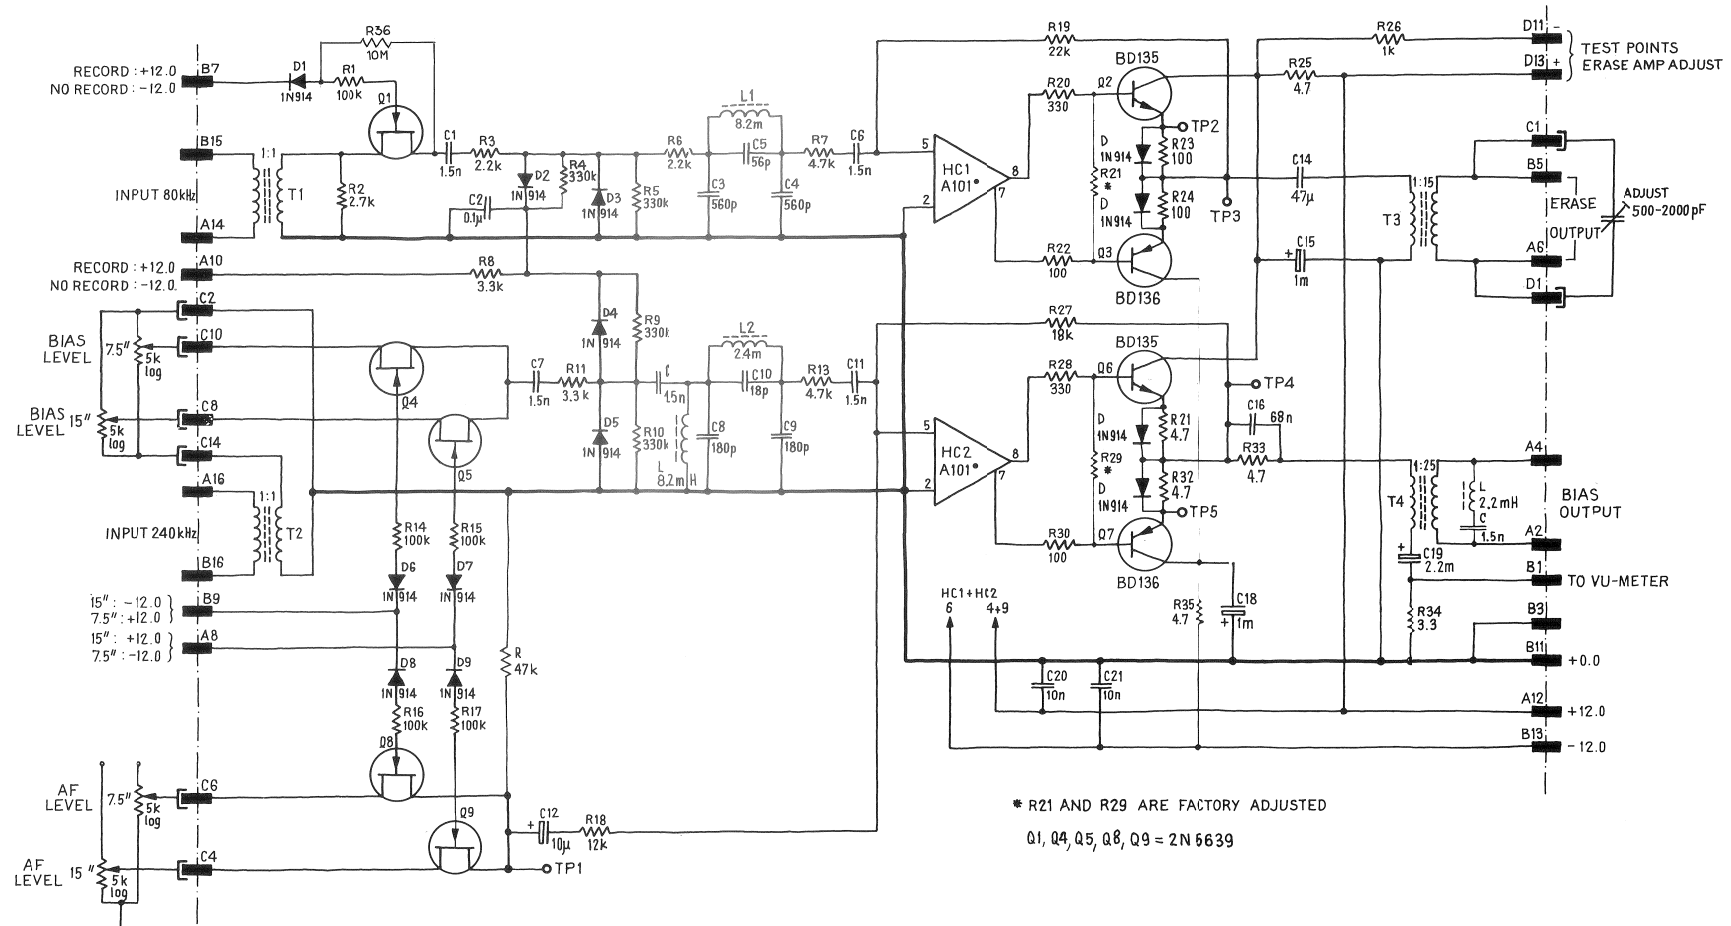 RECORD : +12.0
NO RECORD : -12.0
B7
D1
1N914
R36
10M
R1
100k
Q1
B15
INPUT 80kHz
A14
1:1
T1
R2
2.7k
C1
1.5n
R3
2.2k
D2
1N914
R4
330k
C2
0.1µ
D3
1N914
R5
330k
R6
2.2k
L1
8.2m
C5
56p
C3
560p
C4
560p
R7
4.7k
C6
1.5n
R19
22k
5
HC1
A101
8
7
2
R20
330
BD135
Q2
D
1N914
R21
*
D
1N914
TP2
R23
100
R24
100
TP3
R22
100
Q3
BD136
R26
1k
R25
4.7
D11 -
D13 +
TEST POINTS
ERASE AMP ADJUST
C14
47µ
C15
1m
1:15
T3
C1
B5
ERASE
OUTPUT
A6
D1
ADJUST
500-2000pF
RECORD : +12.0
NO RECORD : -12.0
A10
R8
3.3k
C2
BIAS
LEVEL
7.5"
5k
log
C10
BIAS
LEVEL
15"
5k
log
C8
C14
A16
INPUT 240kHz
B16
1:1
T2
Q4
Q5
C7
1.5n
R11
3.3k
D4
1N914
R9
330k
D5
1N914
R10
330k
C
15n
L
8.2mH
L2
2.4m
C10
18p
C8
180p
C9
180p
R13
4.7k
C11
1.5n
R27
18k
5
HC2
A101
8
7
2
R28
330
BD135
Q6
D
1N914
R29
*
D
1N914
R21
4.7
R32
4.7
TP5
R30
100
Q7
BD136
TP4
C16
68n
R33
4.7
1:25
T4
L
2.2mH
C
1.5n
A4
BIAS
OUTPUT
A2
+
C19
2.2m
B1
TO VU-METER
R34
3.3
B3
B11
+0.0
A12
+12.0
B13
-12.0
R14
100k
R15
100k
D6
1N914
D7
1N914
15" : -12.0
7.5" : +12.0
B9
15" : +12.0
7.5" : -12.0
A8
D8
1N914
D9
1N914
R16
100k
R17
100k
Q8
Q9
R
47k
HC1+HC2
6
4+9
R35
4.7
C18
+
1m
C20
10n
C21
10n
AF
LEVEL
7.5"
5k
log
C6
AF
LEVEL
15"
5k
log
C4
+
C12
10µ
R18
12k
TP1
* R21 AND R29 ARE FACTORY ADJUSTED
Q1, Q4, Q5, Q8, Q9 = 2N5639